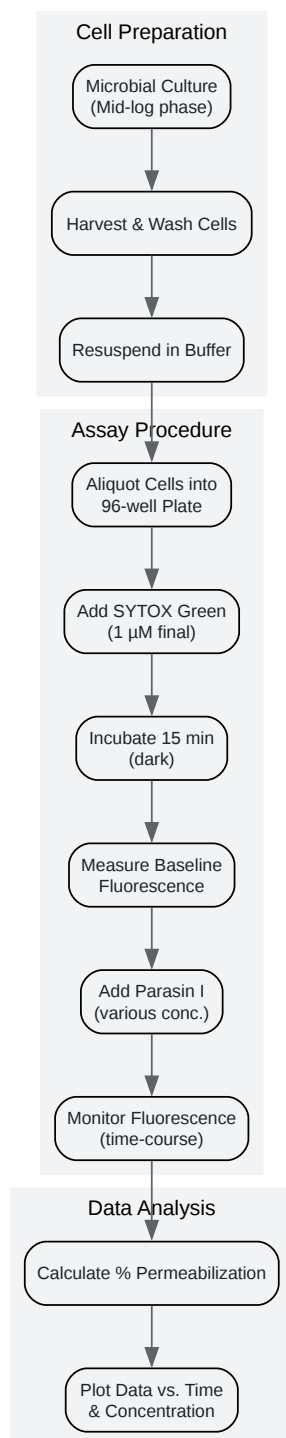 Cell Preparation
Microbial Culture
(Mid-log phase)
Harvest & Wash Cells
Resuspend in Buffer
Assay Procedure
Aliquot Cells into
96-well Plate
Add SYTOX Green
(1 µM final)
Incubate 15 min
(dark)
Measure Baseline
Fluorescence
Add Parasin I
(various conc.)
Monitor Fluorescence
(time-course)
Data Analysis
Calculate % Permeabilization
Plot Data vs. Time
& Concentration